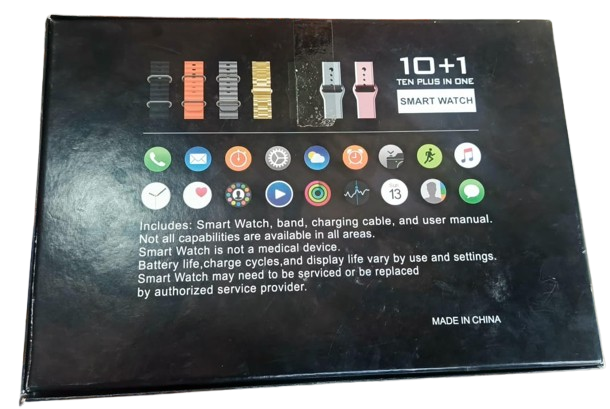 10+1
TEN PLUS IN ONE
SMART WATCH
13
Includes: Smart Watch, band, charging cable, and user manual.
Not all capabilities are available in all areas.
Smart Watch is not a medical device.
Battery life,charge cycles,and display life vary by use and settings.
Smart Watch may need to be serviced or be replaced
by authorized service provider.
MADE IN CHINA